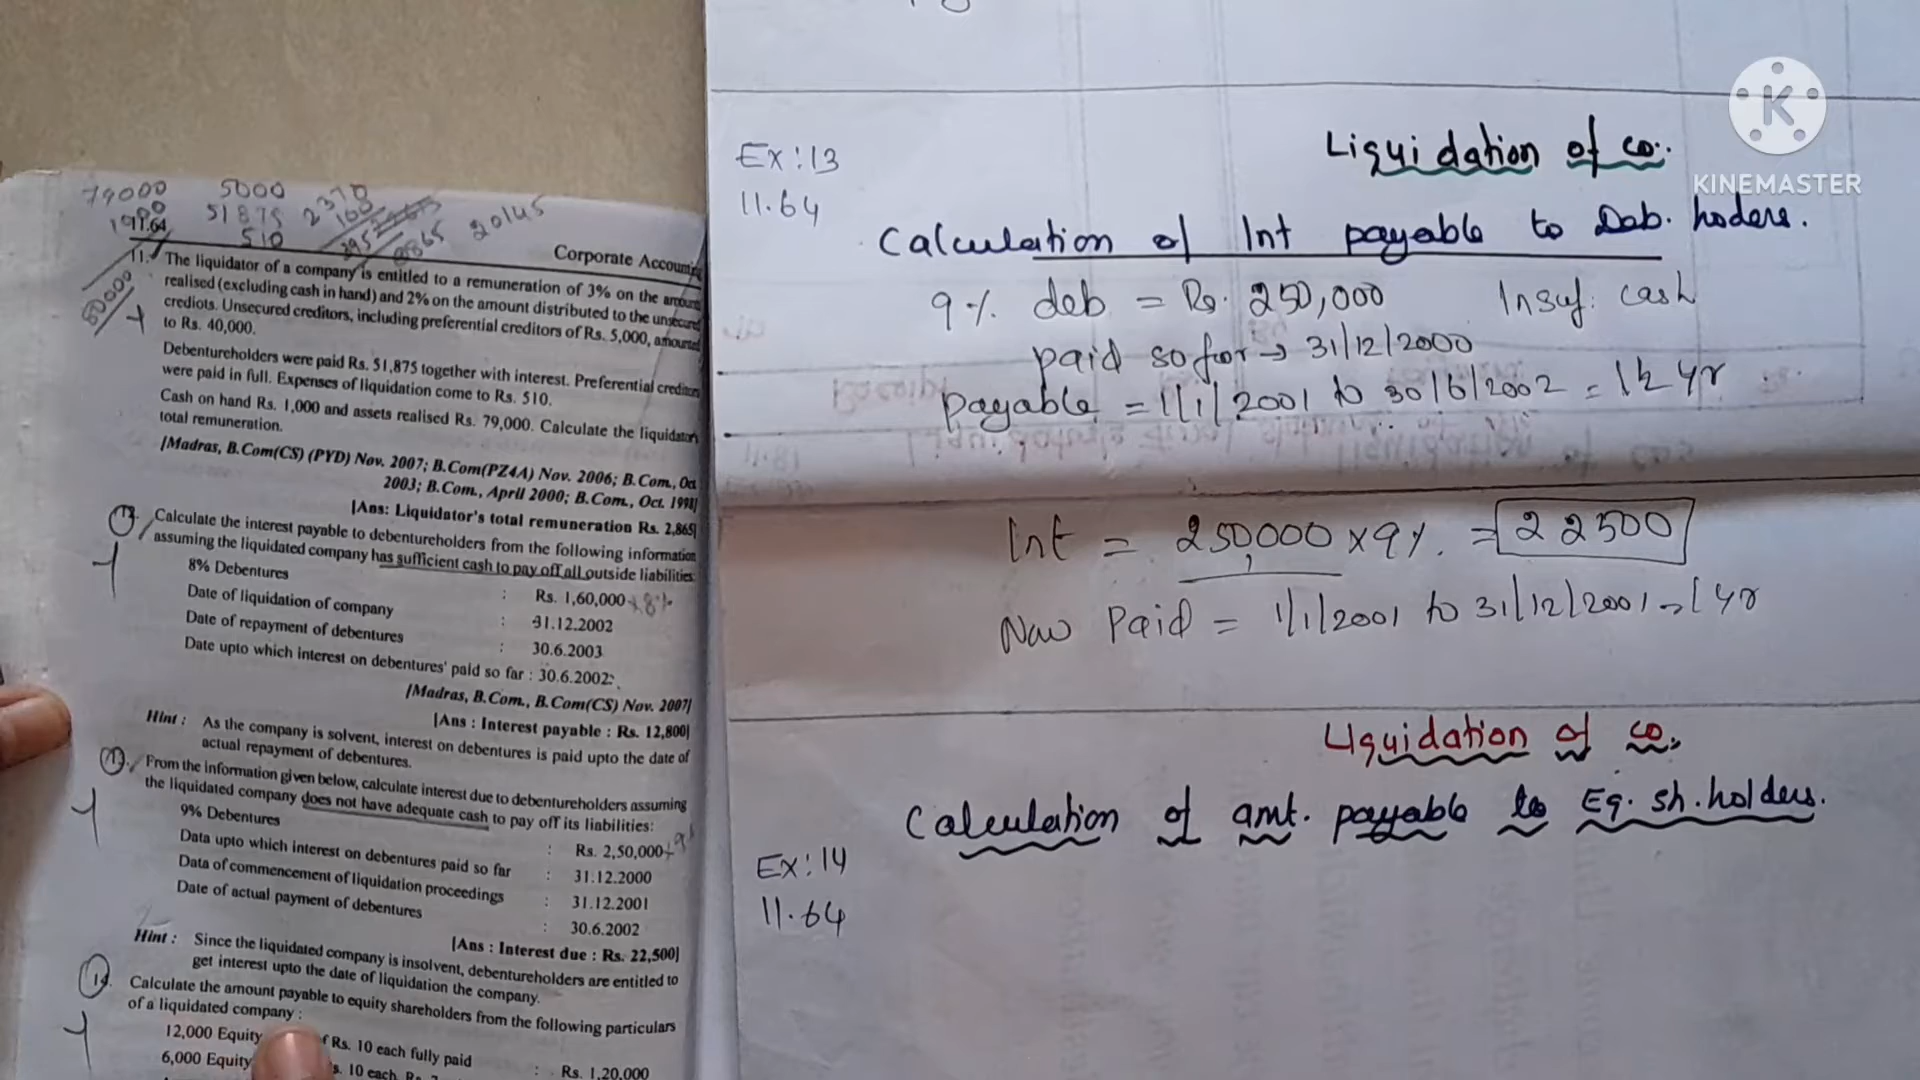 79000
5000
2370
51875
510
20145
11.64
Corporate Accounting
11. The liquidator of a company is entitled to a remuneration of 3% on the amount
realised (excluding cash in hand) and 2% on the amount distributed to the unsecured
crediots. Unsecured creditors, including preferential creditors of Rs. 5,000, amounted
to Rs. 40,000.
Debentureholders were paid Rs. 51,875 together with interest. Preferential creditors
were paid in full. Expenses of liquidation come to Rs. 510.
Cash on hand Rs. 1,000 and assets realised Rs. 79,000. Calculate the liquidator's
total remuneration.
[Madras, B.Com(CS) (PYD) Nov. 2007; B.Com(PZ4A) Nov. 2006; B.Com., Oct.
2003; B.Com., April 2000; B.Com., Oct. 1998]
[Ans: Liquidator's total remuneration Rs. 2,865]
12. Calculate the interest payable to debentureholders from the following information
assuming the liquidated company has sufficient cash to pay off all outside liabilities:
8% Debentures : Rs. 1,60,000 x 8%
Date of liquidation of company : 31.12.2002
Date of repayment of debentures : 30.6.2003
Date upto which interest on debentures' paid so far : 30.6.2002
[Madras, B.Com., B.Com(CS) Nov. 2007]
[Ans : Interest payable : Rs. 12,800]
Hint : As the company is solvent, interest on debentures is paid upto the date of
actual repayment of debentures.
13. From the information given below, calculate interest due to debentureholders assuming
the liquidated company does not have adequate cash to pay off its liabilities:
9% Debentures : Rs. 2,50,000
Data upto which interest on debentures paid so far : 31.12.2000
Data of commencement of liquidation proceedings : 31.12.2001
Date of actual payment of debentures : 30.6.2002
[Ans : Interest due : Rs. 22,500]
Hint : Since the liquidated company is insolvent, debentureholders are entitled to
get interest upto the date of liquidation the company.
14. Calculate the amount payable to equity shareholders from the following particulars
of a liquidated company :
12,000 Equity Rs. 10 each fully paid : Rs. 1,20,000
6,000 Equity 10 each
Ex:13
11.64
Liquidation of co.
Calculation of Int payable to Deb. hoders.
9% deb = Rs. 250,000 Insuf. cash
paid so far → 31/12/2000
payable = 1/1/2001 to 30/6/2002 = 1½ yr
Int = 250,000 x 9% = 22500
Now Paid = 1/1/2001 to 31/12/2001 - 1 yr
Liquidation of co.
Calculation of amt. payable to Eq. sh. holders.
Ex:14
11.64
K
KINEMASTER